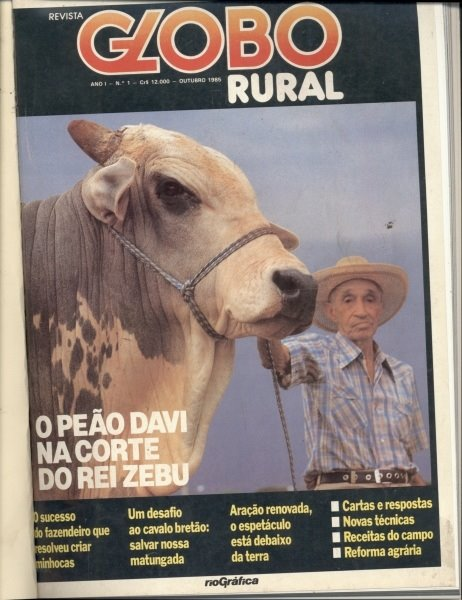 REVISTA
GLOBO
RURAL
ANO I - N.º 1 - Cr$ 12.000 - OUTUBRO 1985
O PEÃO DAVI
NA CORTE
DO REI ZEBU
O sucesso
do fazendeiro que
resolveu criar
minhocas
Um desafio
ao cavalo bretão:
salvar nossa
matungada
Aração renovada,
o espetáculo
está debaixo
da terra
Cartas e respostas
Novas técnicas
Receitas do campo
Reforma agrária
rioGráfica